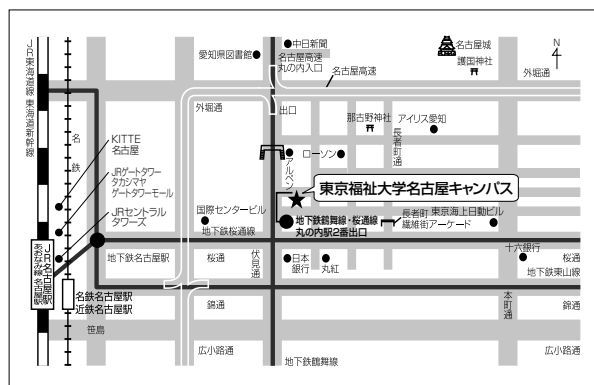 JR東海道線
東海道新幹線
名鉄
愛知県図書館
中日新聞
名古屋高速
丸の内入口
名古屋高速
名古屋城
護国神社
N
外堀通
外堀通
出口
那古野神社
アイリス愛知
長者町通
KITTE
名古屋
JRゲートタワー
タカシマヤ
ゲートタワーモール
JRセントラル
タワーズ
アルペン
ローソン
東京福祉大学名古屋キャンパス
国際センタービル
地下鉄桜通線
地下鉄鶴舞線・桜通線
丸の内駅2番出口
長者町
繊維街アーケード
東京海上日動ビル
JR名古屋駅
あおなみ線名古屋駅
地下鉄名古屋駅
桜通
伏見通
日本
銀行
丸紅
十六銀行
桜通
地下鉄東山線
名鉄名古屋駅
近鉄名古屋駅
錦通
本町通
錦通
笹島
広小路通
地下鉄鶴舞線
広小路通